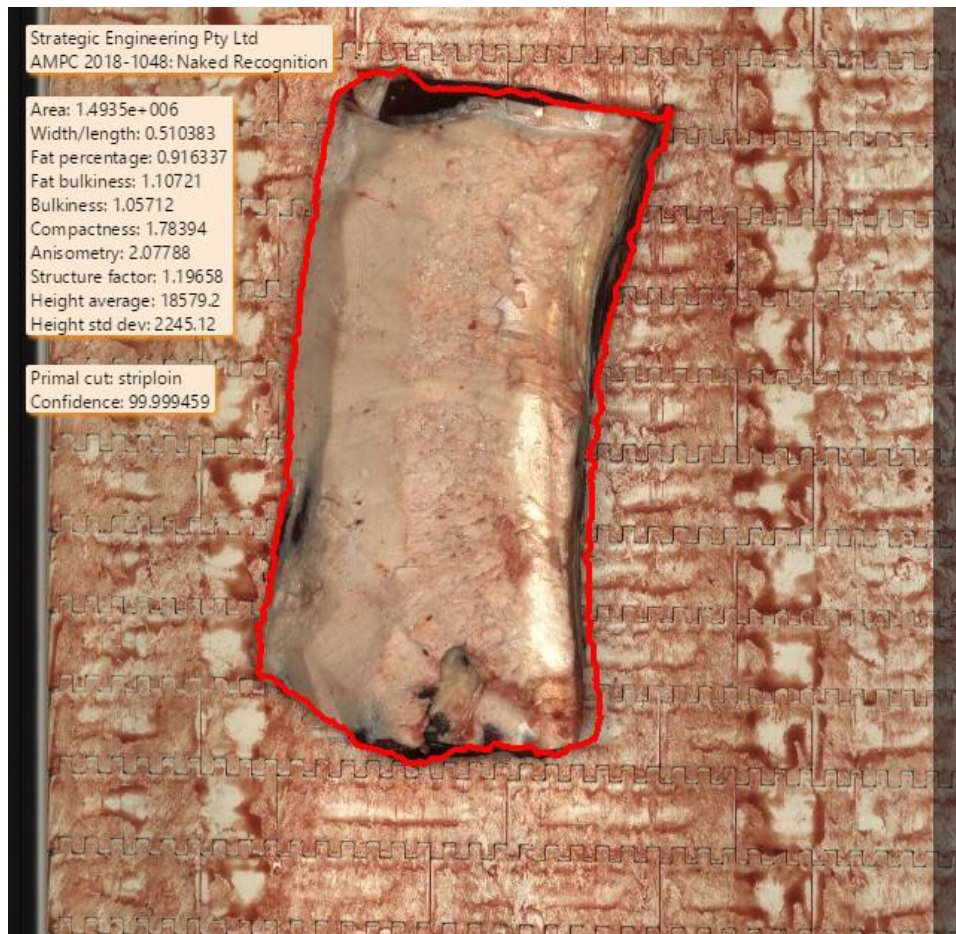 Strategic Engineering Pty Ltd
AMPC 2018-1048: Naked Recognition
Area: 1.4935e+006
Width/length: 0.510383
Fat percentage: 0.916337
Fat bulkiness: 1.10721
Bulkiness: 1.05712
Compactness: 1.78394
Anisometry: 2.07788
Structure factor: 1.19658
Height average: 18579.2
Height std dev: 2245.12
Primal cut: striploin
Confidence: 99.999459